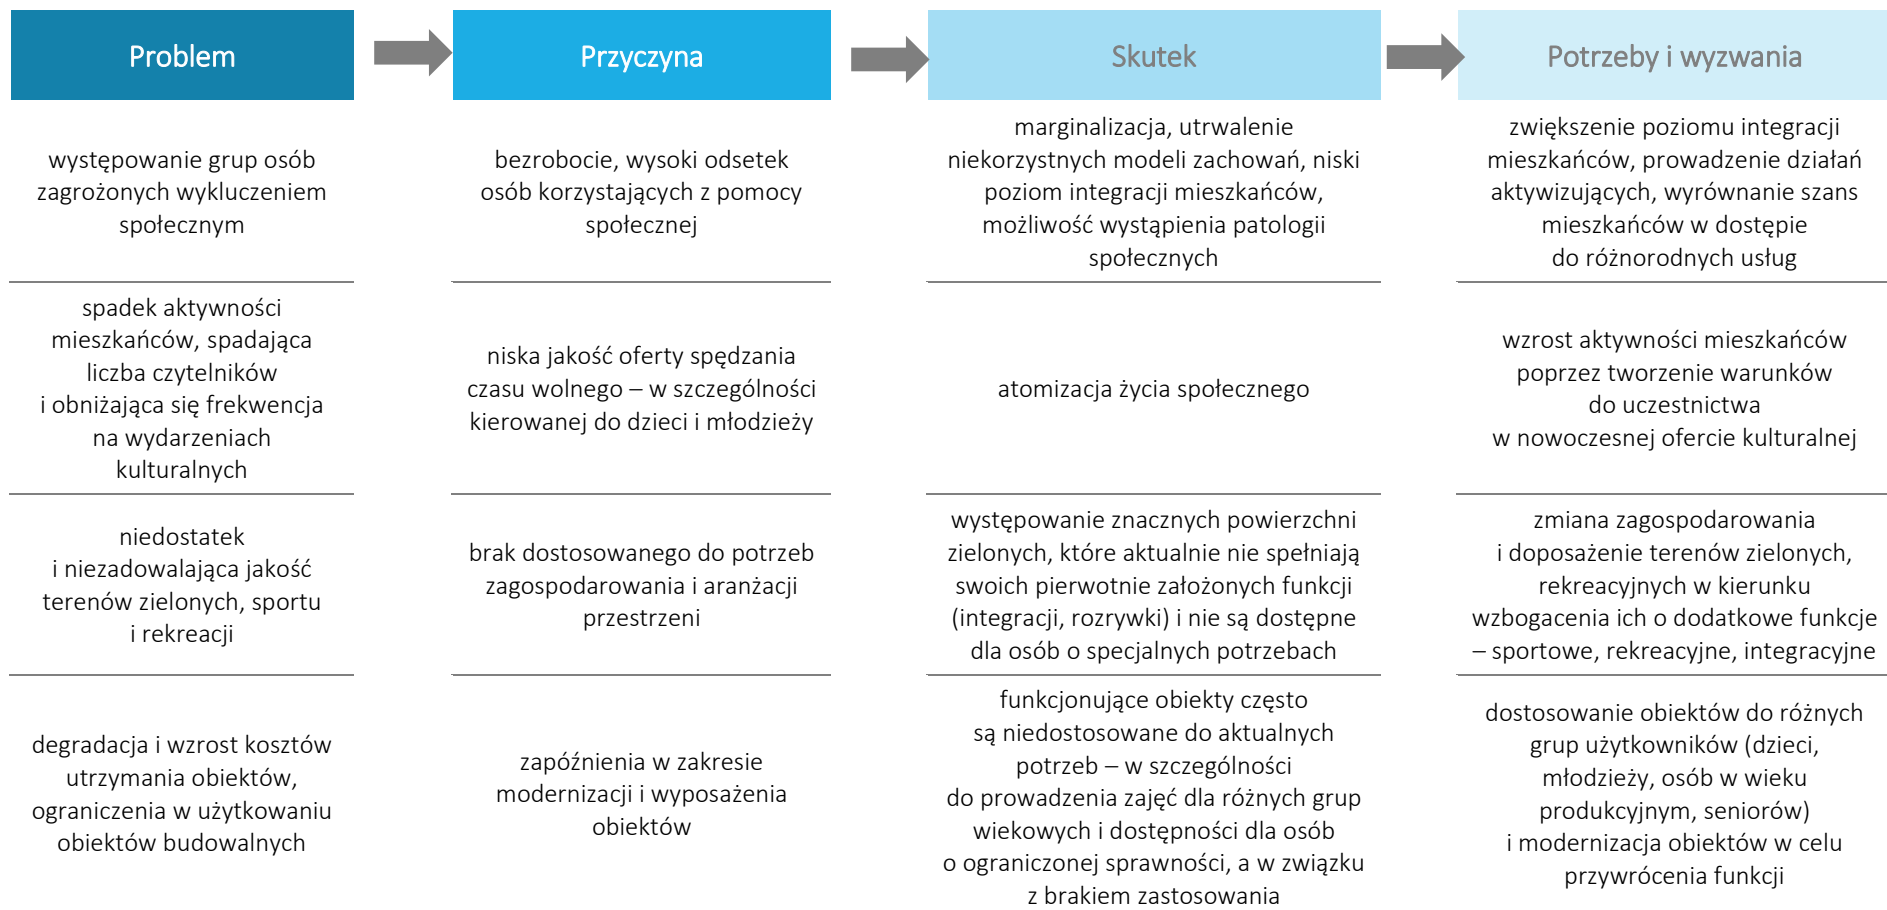 Problem
Przyczyna
Skutek
Potrzeby i wyzwania
występowanie grup osób
zagrożonych wykluczeniem
społecznym
bezrobocie, wysoki odsetek
osób korzystających z pomocy
społecznej
marginalizacja, utrwalenie
niekorzystnych modeli zachowań, niski
poziom integracji mieszkańców,
możliwość wystąpienia patologii
społecznych
zwiększenie poziomu integracji
mieszkańców, prowadzenie działań
aktywizujących, wyrównanie szans
mieszkańców w dostępie
do różnorodnych usług
spadek aktywności
mieszkańców, spadająca
liczba czytelników
i obniżająca się frekwencja
na wydarzeniach
kulturalnych
niska jakość oferty spędzania
czasu wolnego – w szczególności
kierowanej do dzieci i młodzieży
atomizacja życia społecznego
wzrost aktywności mieszkańców
poprzez tworzenie warunków
do uczestnictwa
w nowoczesnej ofercie kulturalnej
niedostatek
i niezadowalająca jakość
terenów zielonych, sportu
i rekreacji
brak dostosowanego do potrzeb
zagospodarowania i aranżacji
przestrzeni
występowanie znacznych powierzchni
zielonych, które aktualnie nie spełniają
swoich pierwotnie założonych funkcji
(integracji, rozrywki) i nie są dostępne
dla osób o specjalnych potrzebach
zmiana zagospodarowania
i doposażenie terenów zielonych,
rekreacyjnych w kierunku
wzbogacenia ich o dodatkowe funkcje
– sportowe, rekreacyjne, integracyjne
degradacja i wzrost kosztów
utrzymania obiektów,
ograniczenia w użytkowaniu
obiektów budowalnych
zapóźnienia w zakresie
modernizacji i wyposażenia
obiektów
funkcjonujące obiekty często
są niedostosowane do aktualnych
potrzeb – w szczególności
do prowadzenia zajęć dla różnych grup
wiekowych i dostępności dla osób
o ograniczonej sprawności, a w związku
z brakiem zastosowania
dostosowanie obiektów do różnych
grup użytkowników (dzieci,
młodzieży, osób w wieku
produkcyjnym, seniorów)
i modernizacja obiektów w celu
przywrócenia funkcji